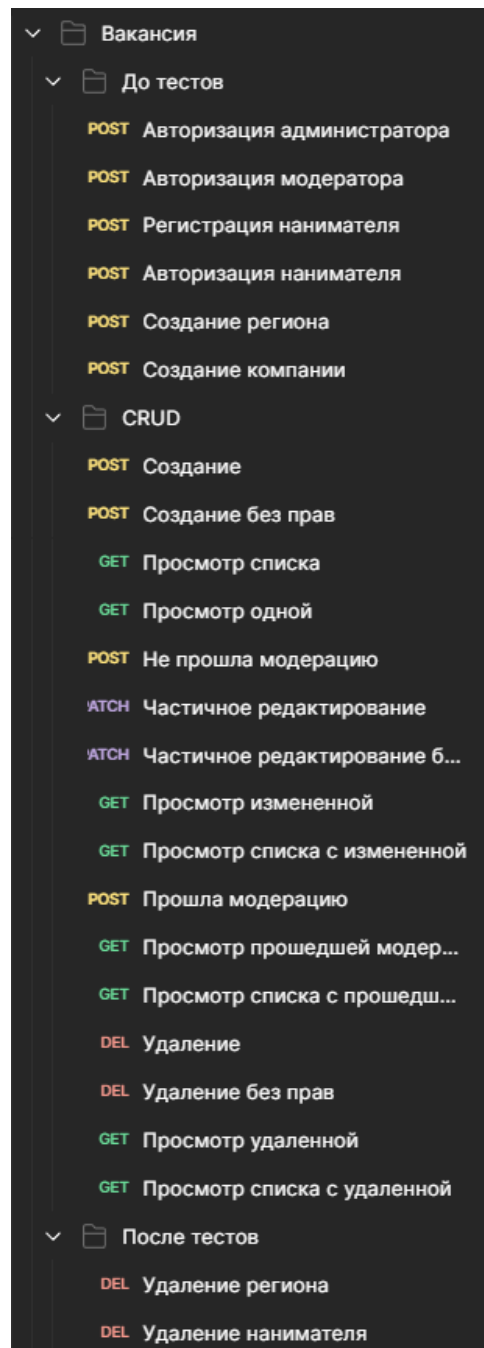 Вакансия
До тестов
POST Авторизация администратора
POST Авторизация модератора
POST Регистрация нанимателя
POST Авторизация нанимателя
POST Создание региона
POST Создание компании
CRUD
POST Создание
POST Создание без прав
GET Просмотр списка
GET Просмотр одной
POST Не прошла модерацию
PATCH Частичное редактирование
PATCH Частичное редактирование б...
GET Просмотр измененной
GET Просмотр списка с измененной
POST Прошла модерацию
GET Просмотр прошедшей модер...
GET Просмотр списка с прошедш...
DEL Удаление
DEL Удаление без прав
GET Просмотр удаленной
GET Просмотр списка с удаленной
После тестов
DEL Удаление региона
DEL Удаление нанимателя